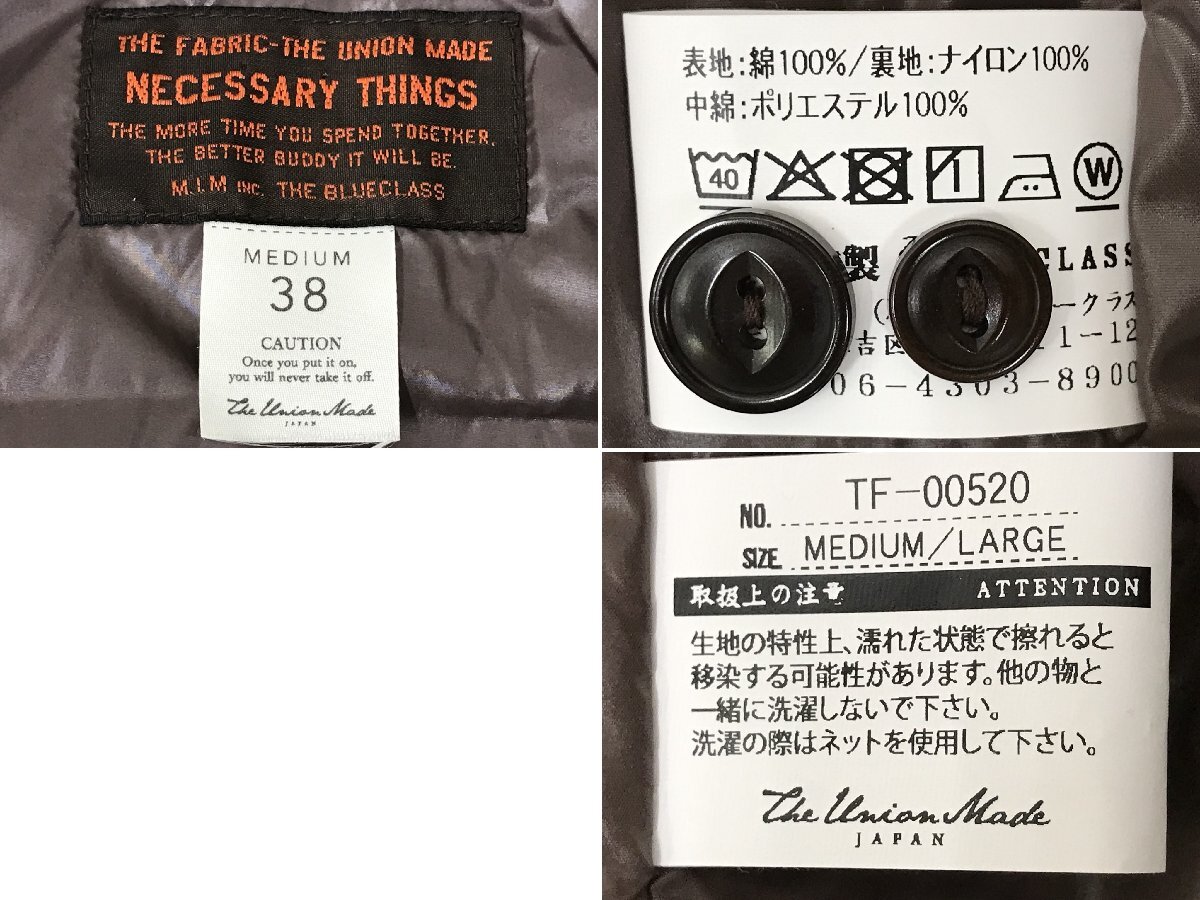 THE FABRIC-THE UNION MADE
NECESSARY THINGS
THE MORE TIME YOU SPEND TOGETHER,
THE BETTER BUDDY IT WILL BE.
M.I.M INC. THE BLUECLASS
MEDIUM
38
CAUTION
Once you put it on,
you will never take it off.
The Union Made
JAPAN
表地:綿100%/裏地:ナイロン100%
中綿:ポリエステル100%
40
W
製 CLASS
ークラス
吉区 11-12
06-4303-8900
NO. TF-00520
SIZE MEDIUM/LARGE
取扱上の注意 ATTENTION
生地の特性上、濡れた状態で擦れると
移染する可能性があります。他の物と
一緒に洗濯しないで下さい。
洗濯の際はネットを使用して下さい。
The Union Made
JAPAN